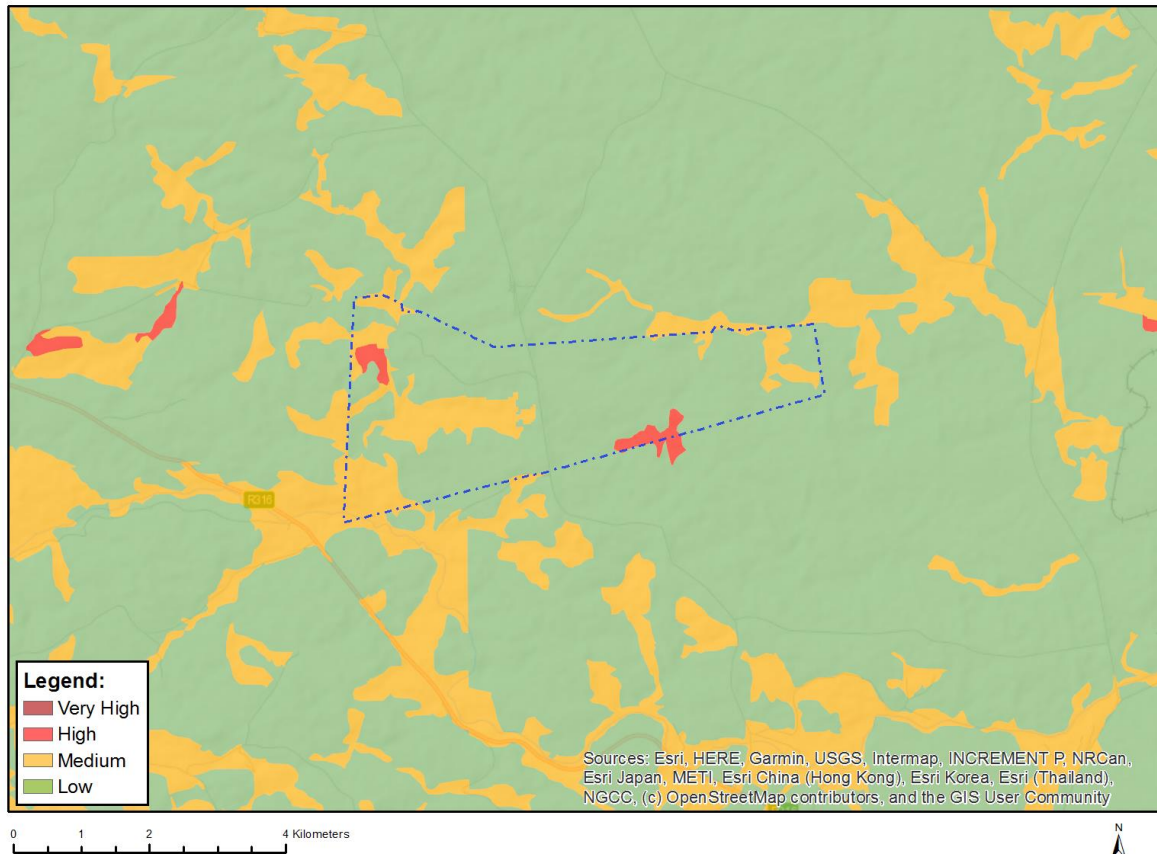 R318
Legend:
Very High
High
Medium
Low
Sources: Esri, HERE, Garmin, USGS, Intermap, INCREMENT P, NRCan,
Esri Japan, METI, Esri China (Hong Kong), Esri Korea, Esri (Thailand),
NGCC, (c) OpenStreetMap contributors, and the GIS User Community
0 1 2 4 Kilometers
N